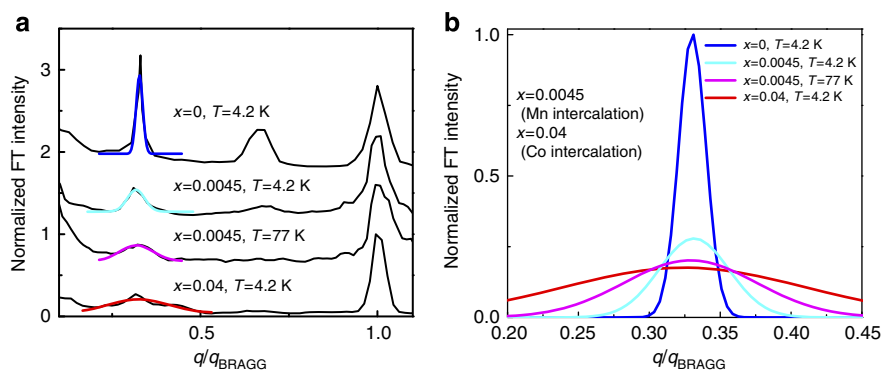 a
Normalized FT intensity
3
2
1
0
x=0, T=4.2 K
x=0.0045, T=4.2 K
x=0.0045, T=77 K
x=0.04, T=4.2 K
0.5
1.0
q/qBRAGG
b
Normalized FT intensity
1.0
0.5
0.0
x=0, T=4.2 K
x=0.0045, T=4.2 K
x=0.0045, T=77 K
x=0.04, T=4.2 K
x=0.0045
(Mn intercalation)
x=0.04
(Co intercalation)
0.20
0.25
0.30
0.35
0.40
0.45
q/qBRAGG